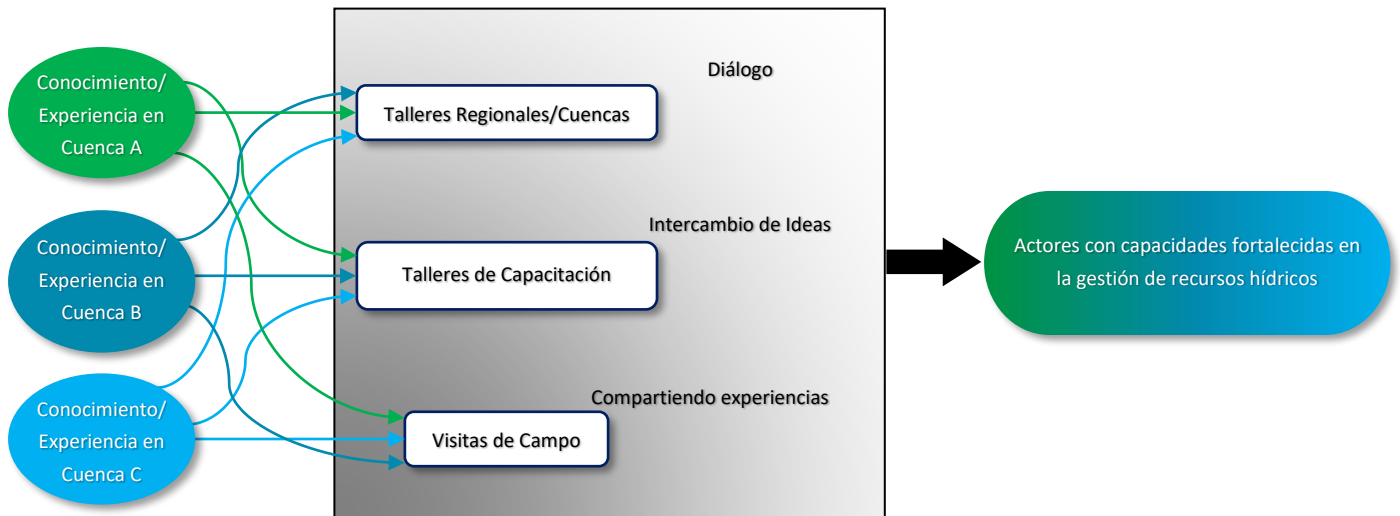 Conocimiento/
Experiencia en
Cuenca A
Conocimiento/
Experiencia en
Cuenca B
Conocimiento/
Experiencia en
Cuenca C
Diálogo
Talleres Regionales/Cuencas
Intercambio de Ideas
Talleres de Capacitación
Compartiendo experiencias
Visitas de Campo
Actores con capacidades fortalecidas en
la gestión de recursos hídricos